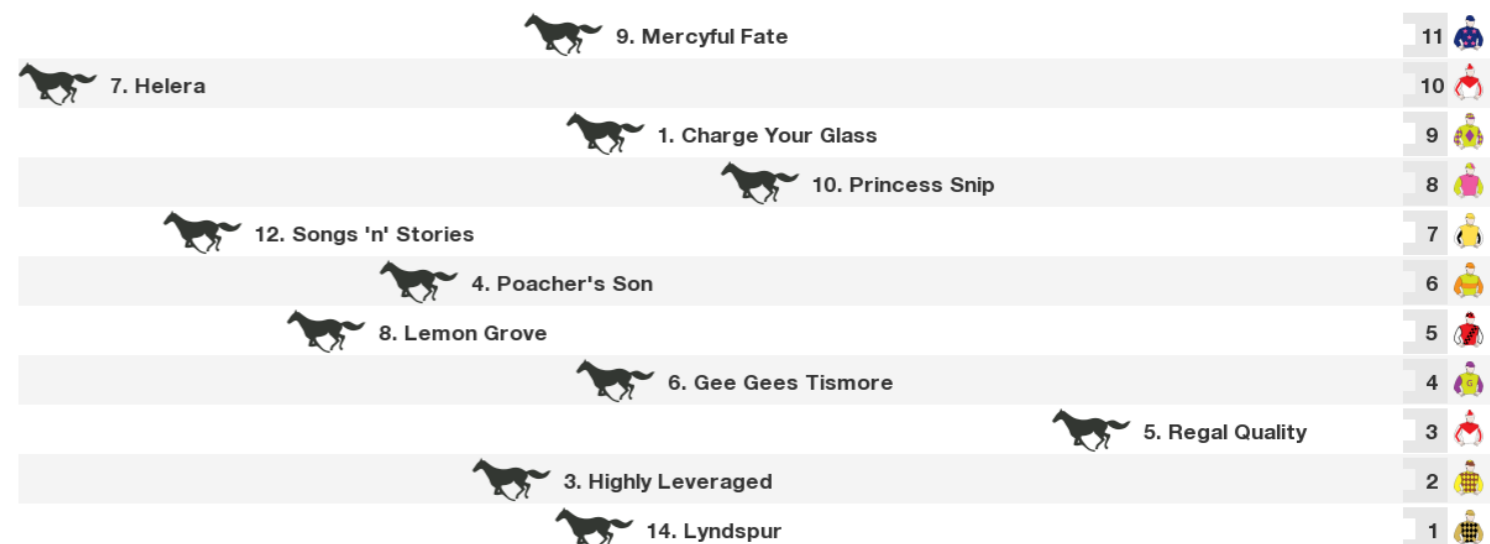 9. Mercyful Fate 11
7. Helera 10
1. Charge Your Glass 9
10. Princess Snip 8
12. Songs 'n' Stories 7
4. Poacher's Son 6
8. Lemon Grove 5
6. Gee Gees Tismore 4 G
5. Regal Quality 3
3. Highly Leveraged 2
14. Lyndspur 1